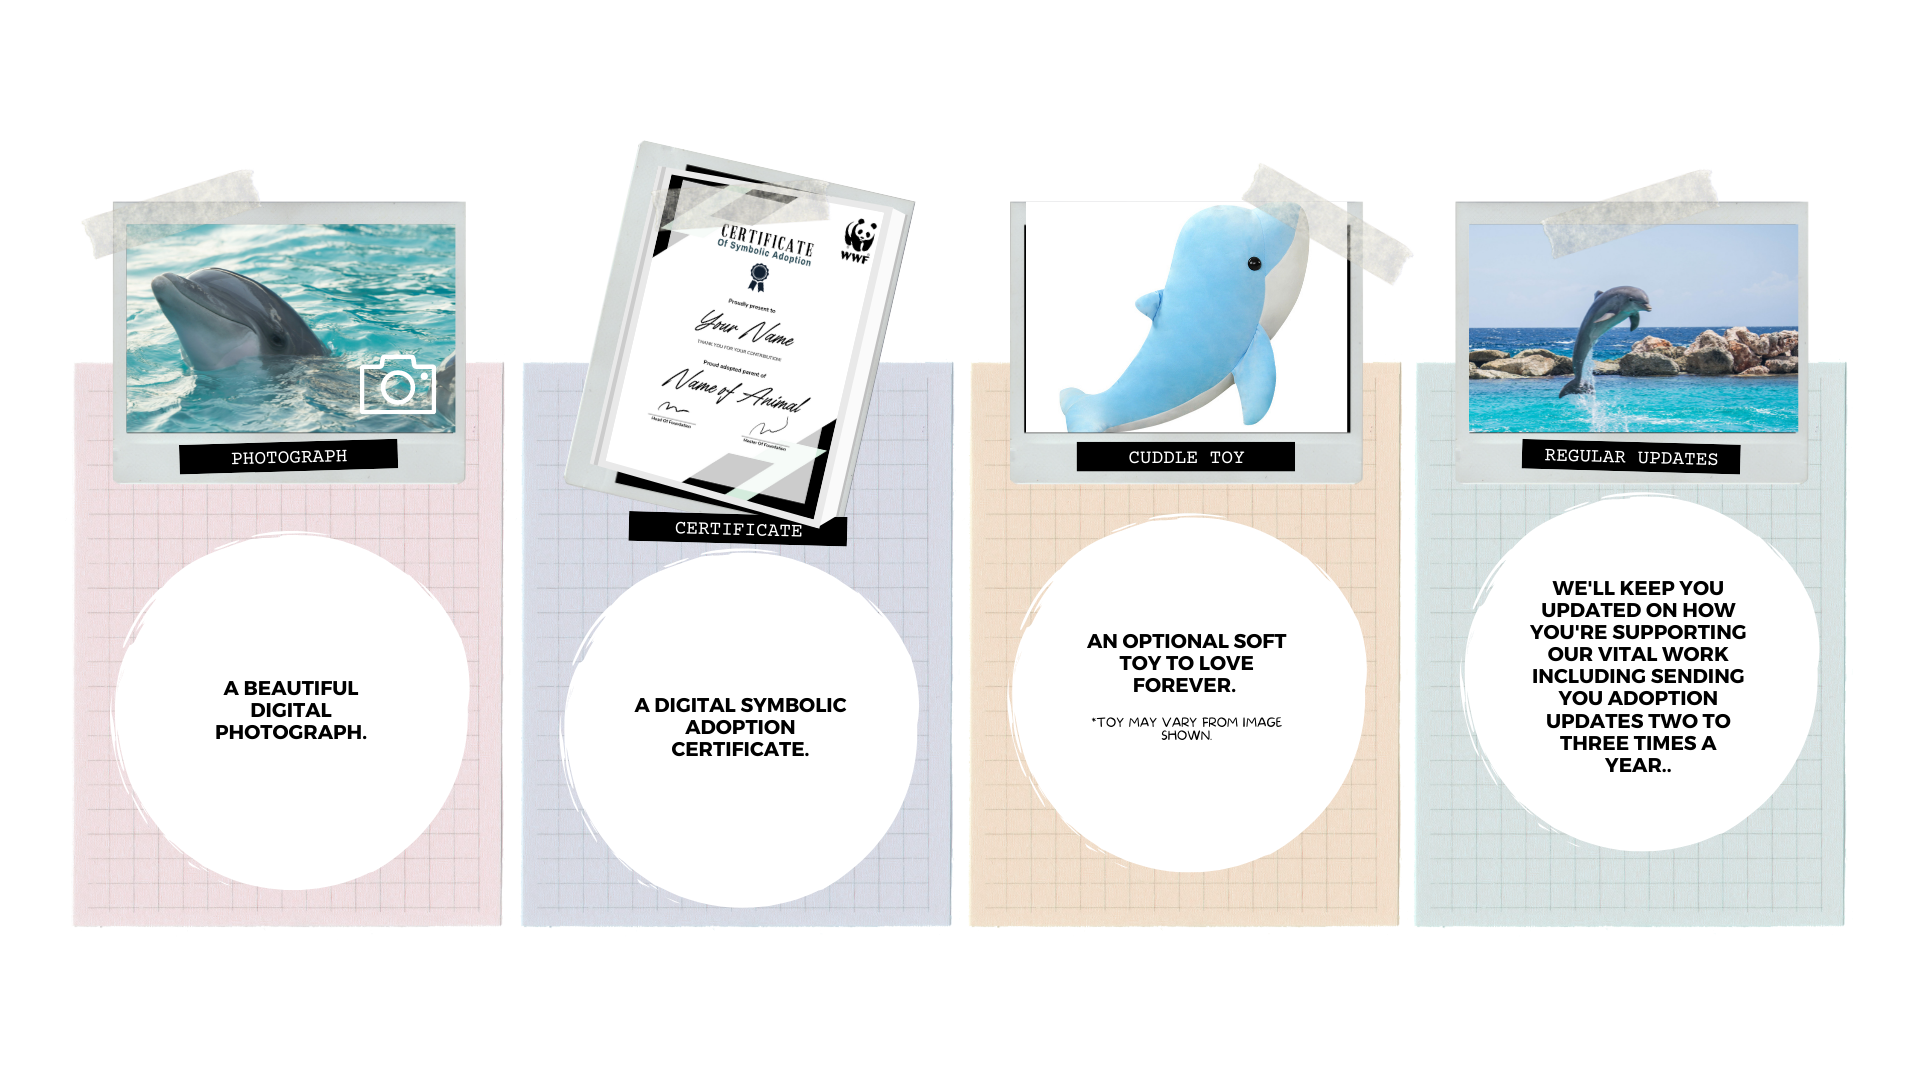 PHOTOGRAPH
A BEAUTIFUL
DIGITAL
PHOTOGRAPH.
CERTIFICATE
Of Symbolic Adoption
WWF
Proudly present to
Your Name
THANK YOU FOR YOUR CONTRIBUTIONS
Proud adopted parent of
Name of Animal
Head Of Foundation
Master Of Foundation
CERTIFICATE
A DIGITAL SYMBOLIC
ADOPTION
CERTIFICATE.
CUDDLE TOY
AN OPTIONAL SOFT
TOY TO LOVE
FOREVER.
*TOY MAY VARY FROM IMAGE
SHOWN.
REGULAR UPDATES
WE'LL KEEP YOU
UPDATED ON HOW
YOU'RE SUPPORTING
OUR VITAL WORK
INCLUDING SENDING
YOU ADOPTION
UPDATES TWO TO
THREE TIMES A
YEAR..